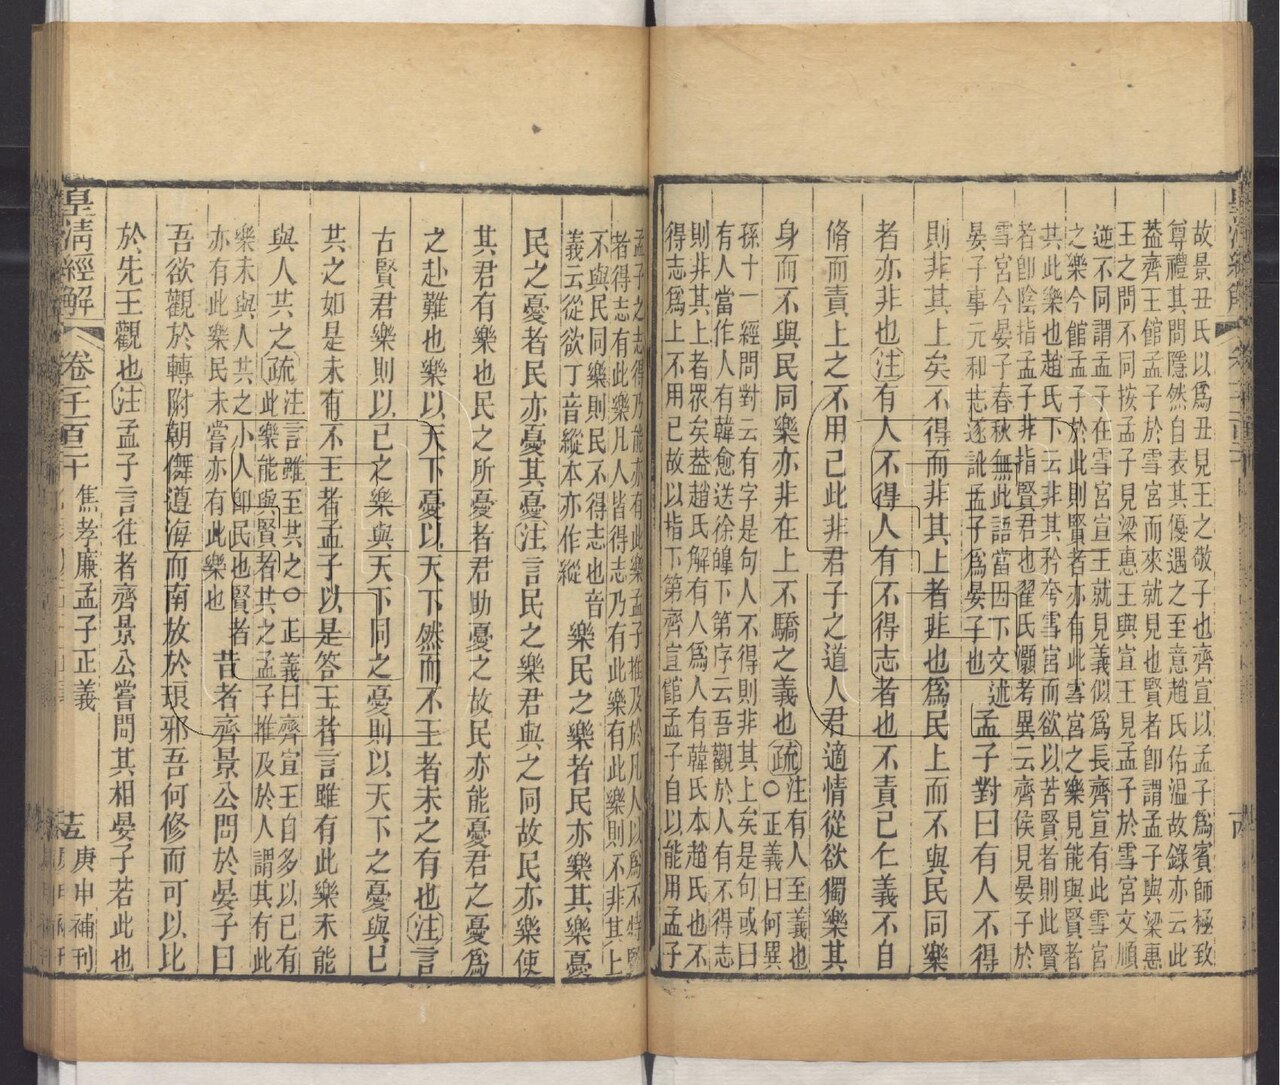 故景丑氏以爲丑見王之敬子也齊宣以孟子爲賓師極致
尊禮其問隱然自表其優遇之至意趙氏佑溫故錄亦云此
葢齊王館孟子於雪宮而來就見也賢者卽謂孟子與梁惠
王之問不同按孟子見梁惠王與宣王見孟子於雪宮文順
逆不同謂孟子在雪宮宣王就見義似爲長齊宣有此雪宮
之樂今館孟子於此則賢者亦有此雪宮之樂見能與賢者
共此樂也趙氏下云非其矜夸雪宮而欲以苦賢者則此賢
者卽陰指孟子非指賢君也翟氏灝考異云齊侯見晏子於
雪宮今晏子春秋無此語當因下文述
晏子事元和志逐訛孟子爲晏子也
孟子對曰有人不得
則非其上矣不得而非其上者非也爲民上而不與民同樂
者亦非也注有人不得人有不得志者也不責己仁義不自
脩而責上之不用己此非君子之道人君適情從欲獨樂其
身而不與民同樂亦非在上不驕之義也疏
注有人至義也
○正義曰何異
孫十一經問對云有字是句人不得則非其上矣是句或曰
有人當作人有韓愈送徐皞下第序云吾觀於人有不得志
則非其上者眾矣葢趙氏解有人爲人有韓氏本趙氏也不
得志爲上不用已故以指下第齊宣館孟子自以能用孟子
孟子之志得乃能亦有此樂孟子推及於凡人以爲不特賢
者得志有此樂凡人皆得志乃有此樂有此樂則不非其上
不與民同樂則民不得志也音
義云從欲丁音縱本亦作縱
樂民之樂者民亦樂其樂憂
民之憂者民亦憂其憂注言民之樂君與之同故民亦樂使
其君有樂也民之所憂者君助憂之故民亦能憂君之憂爲
之赴難也樂以天下憂以天下然而不王者未之有也注言
古賢君樂則以己之樂與天下同之憂則以天下之憂與己
共之如是未有不王者孟子以是答王者言雖有此樂未能
與人共之疏
注言雖至共之○正義曰齊宣王自多以己有
此樂能與賢者共之孟子推及於人謂其有此
樂未與人共之小人卽民也賢者
亦有此樂民未嘗亦有此樂也
昔者齊景公問於晏子曰
吾欲觀於轉附朝儛遵海而南放於琅邪吾何修而可以比
於先王觀也注孟子言往者齊景公嘗問其相晏子若此也
皇淸經解 卷一千一百二十 焦孝廉孟子正義 十五 庚申補刊